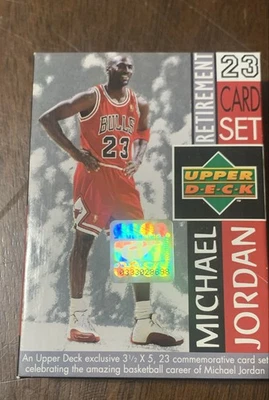 23
RETIREMENT
CARD
SET
BULLS
23
UPPER
D·E·C·K
MICHAEL
JORDAN
An Upper Deck exclusive 3½ X 5, 23 commemorative card set
celebrating the amazing basketball career of Michael Jordan